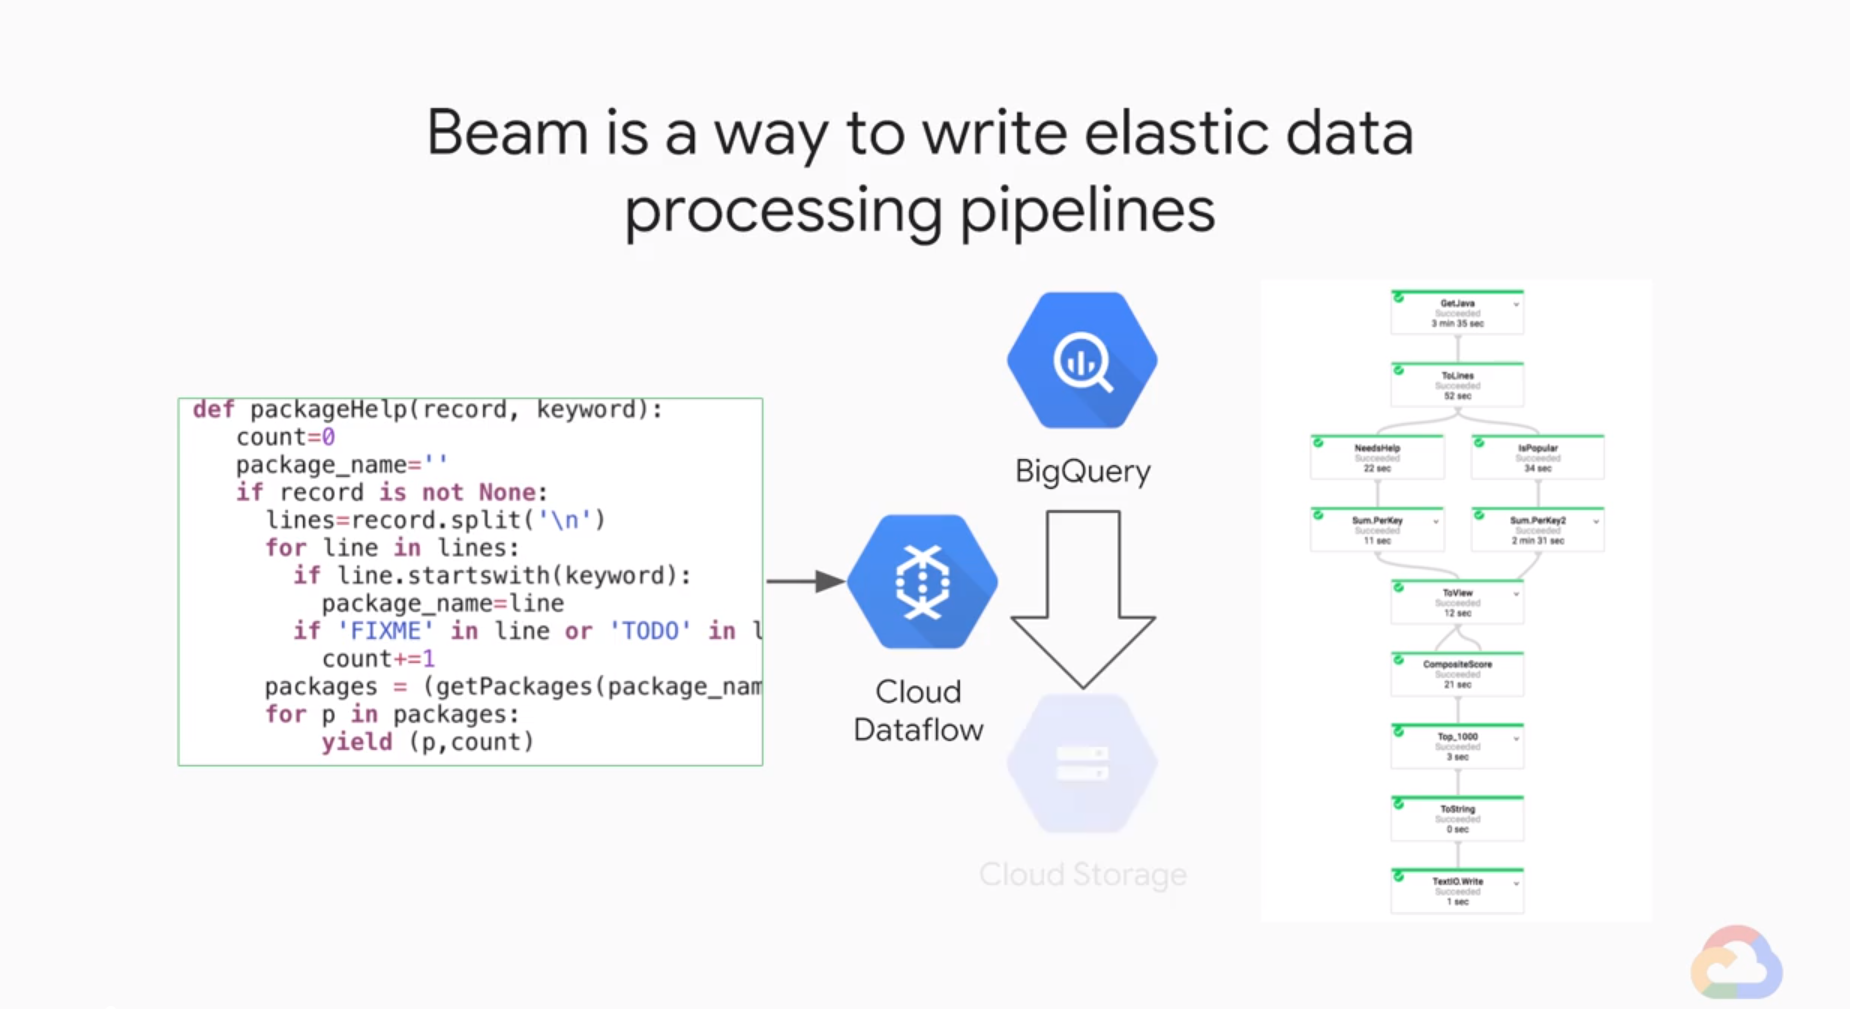 Beam is a way to write elastic data
processing pipelines
def packageHelp(record, keyword):
count=0
package_name=''
if record is not None:
lines=record.split('\n')
for line in lines:
if line.startswith(keyword):
package_name=line
if 'FIXME' in line or 'TODO' in l
count+=1
packages = (getPackages(package_nam
for p in packages:
yield (p,count)
Cloud
Dataflow
BigQuery
Cloud Storage
GetJava
Succeeded
3 min 35 sec
ToLines
Succeeded
52 sec
NeedsHelp
Succeeded
22 sec
IsPopular
Succeeded
34 sec
Sum.PerKey
Succeeded
11 sec
Sum.PerKey2
Succeeded
2 min 31 sec
ToView
Succeeded
12 sec
CompositeScore
Succeeded
21 sec
Top_1000
Succeeded
3 sec
ToString
Succeeded
0 sec
TextIO.Write
Succeeded
1 sec